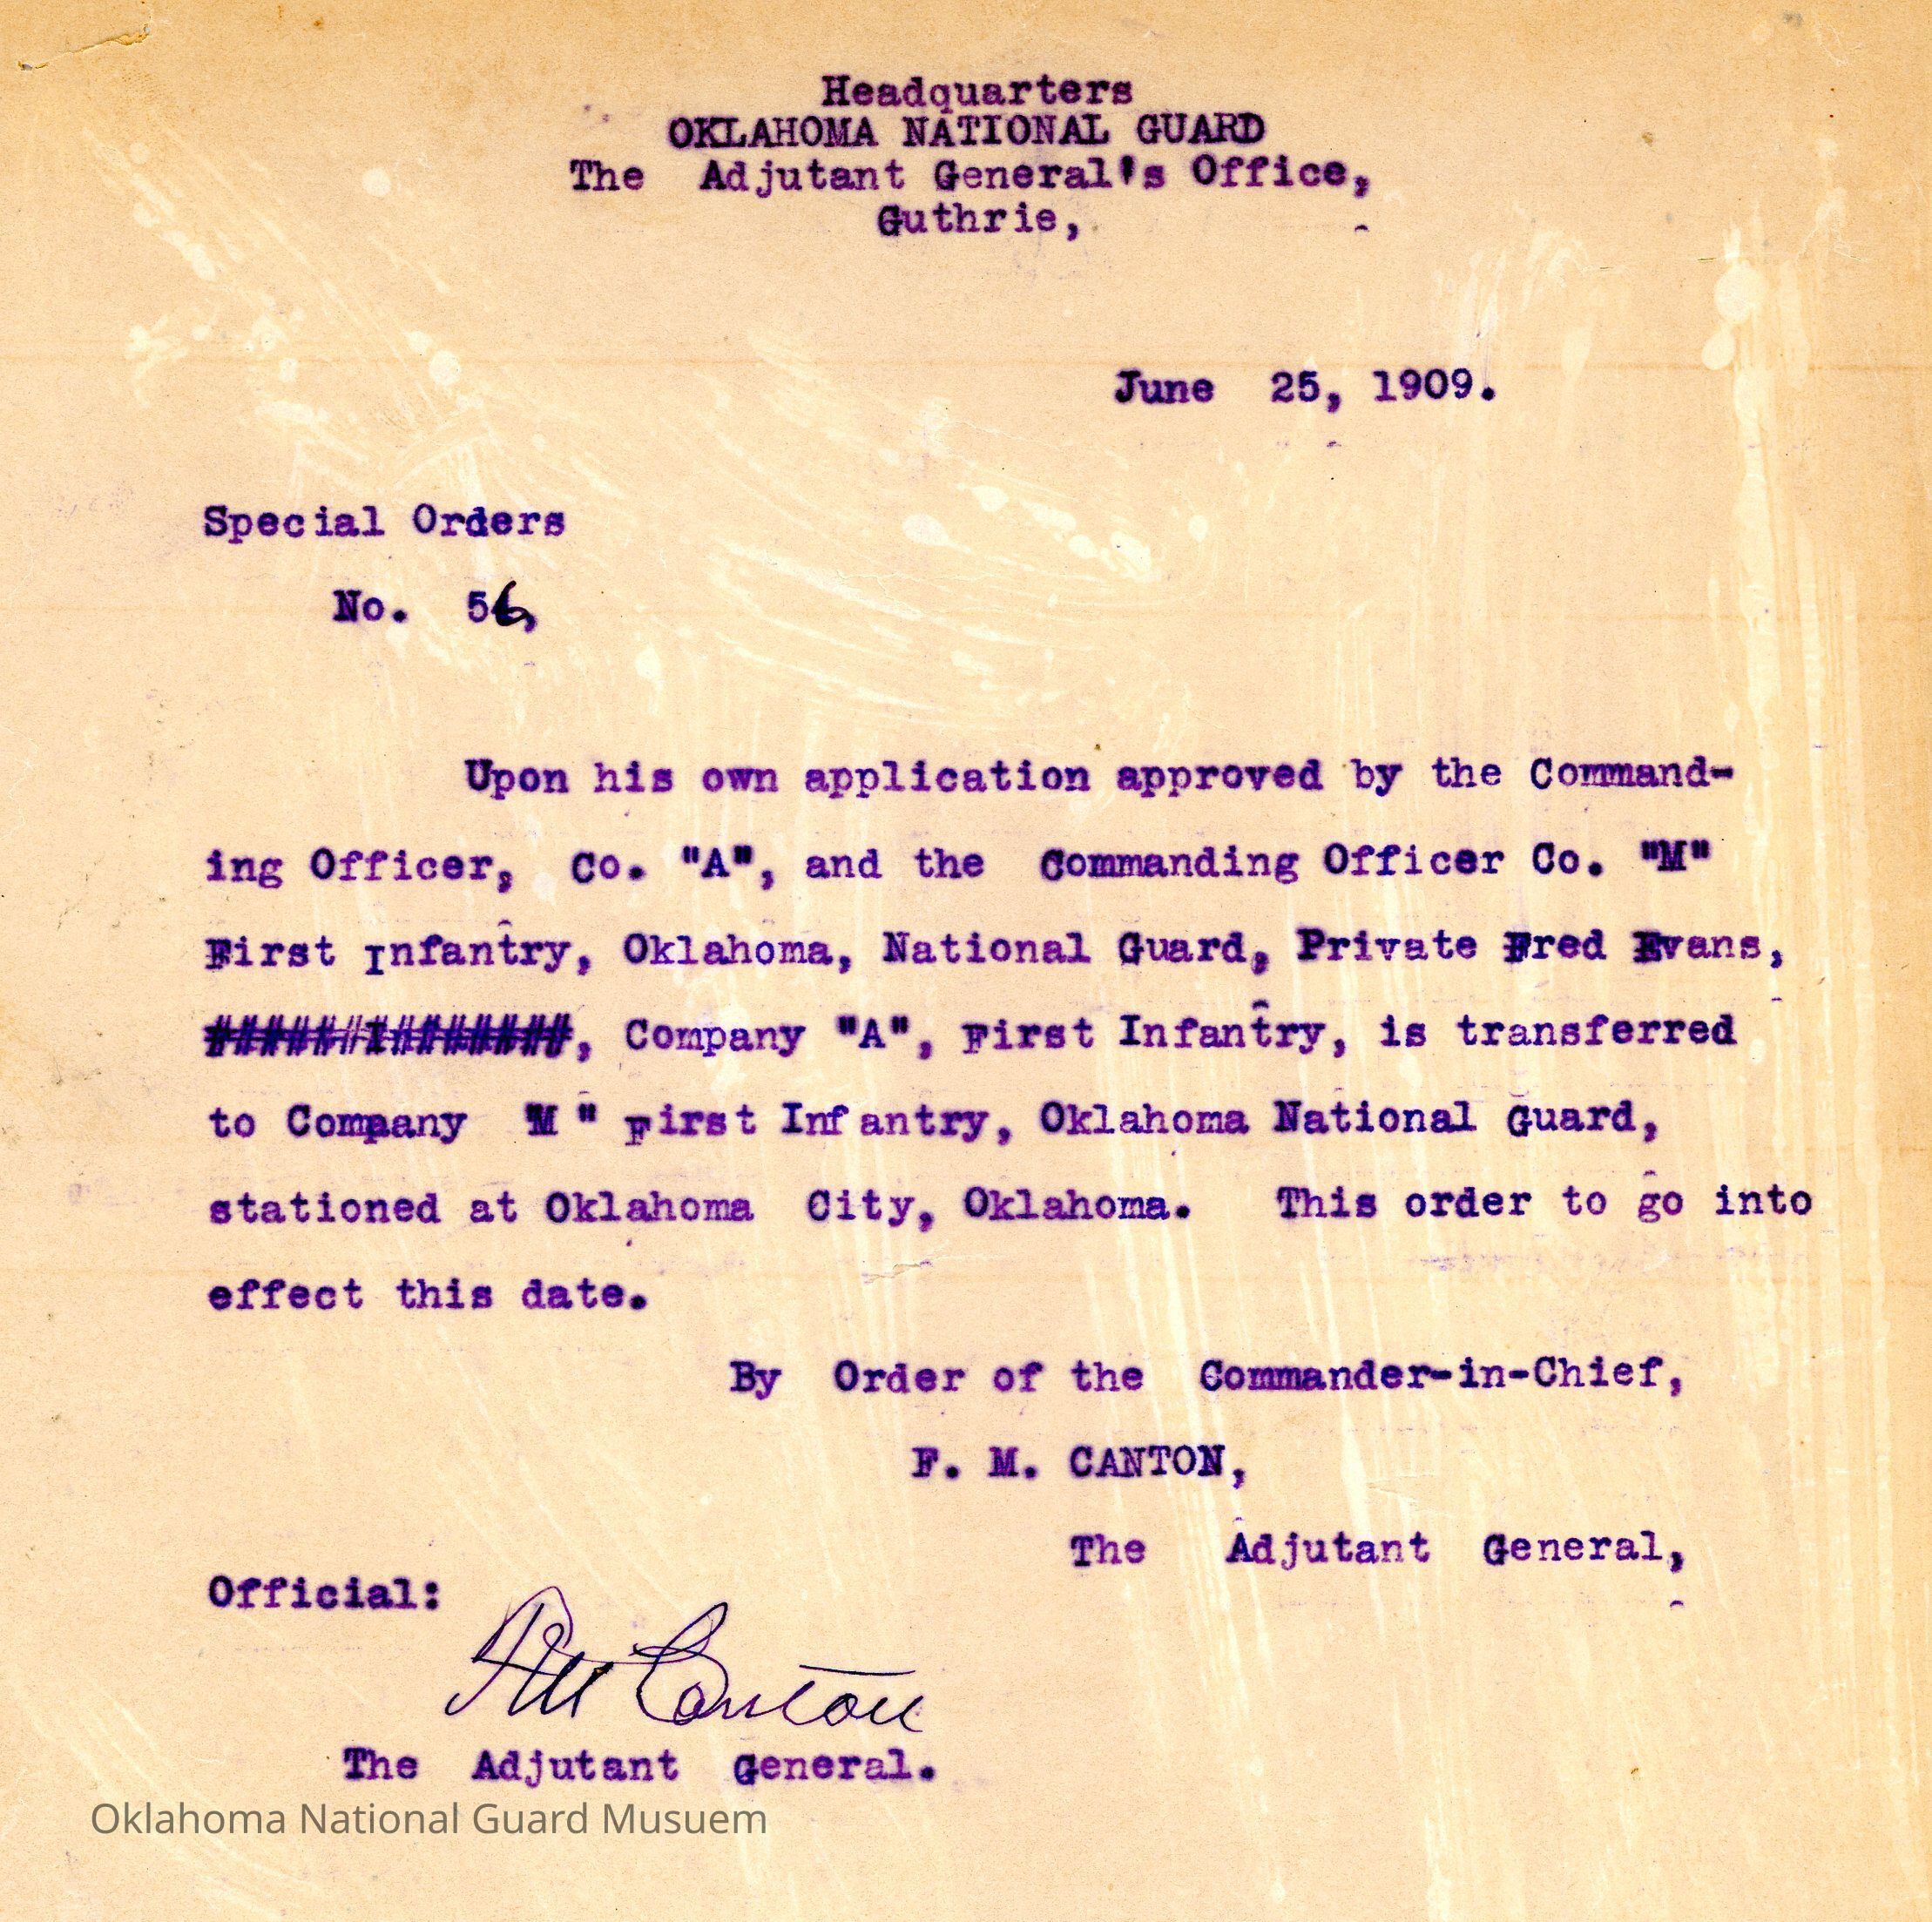 Headquarters
OKLAHOMA NATIONAL GUARD
The Adjutant General's Office,
Guthrie,
June 25, 1909.
Special Orders
No. 56,
Upon his own application approved by the Command-
ing Officer, Co. "A", and the Commanding Officer Co. "M"
First Infantry, Oklahoma, National Guard, Private Fred Evans,
, Company "A", First Infantry, is transferred
to Company "M" First Infantry, Oklahoma National Guard,
stationed at Oklahoma City, Oklahoma. This order to go into
effect this date.
By Order of the Commander-in-Chief,
F. M. CANTON,
The Adjutant General,
Official:
FM Canton
The Adjutant General.
Oklahoma National Guard Musuem